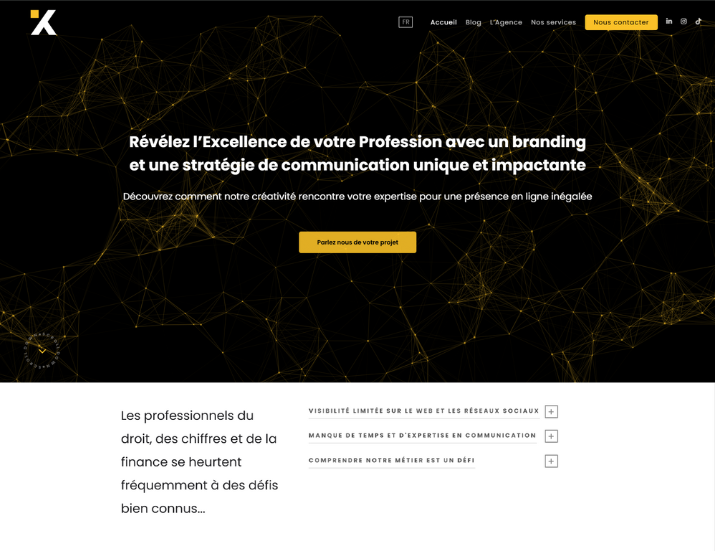 FR
Accueil
Blog
L'Agence
Nos services
Nous contacter
Révélez l'Excellence de votre Profession avec un branding
et une stratégie de communication unique et impactante
Découvrez comment notre créativité rencontre votre expertise pour une présence en ligne inégalée
Parlez nous de votre projet
Les professionnels du
droit, des chiffres et de la
finance se heurtent
fréquemment à des défis
bien connus...
VISIBILITÉ LIMITÉE SUR LE WEB ET LES RÉSEAUX SOCIAUX
MANQUE DE TEMPS ET D'EXPERTISE EN COMMUNICATION
COMPRENDRE NOTRE MÉTIER EST UN DÉFI